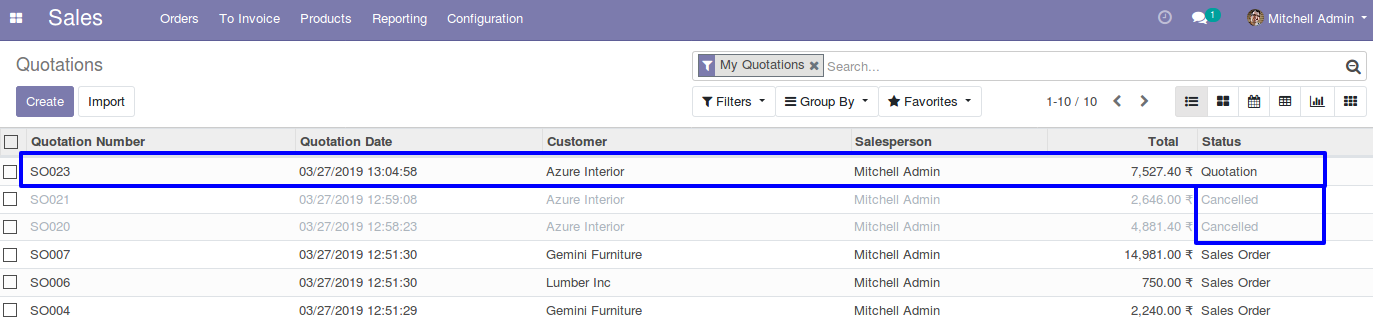 Sales Orders To Invoice Products Reporting Configuration 1 Mitchell Admin
Quotations My Quotations Search...
Create Import Filters Group By Favorites 1-10 / 10
Quotation Number Quotation Date Customer Salesperson Total Status
SO023 03/27/2019 13:04:58 Azure Interior Mitchell Admin 7,527.40 ₹ Quotation
SO021 03/27/2019 12:59:08 Azure Interior Mitchell Admin 2,646.00 ₹ Cancelled
SO020 03/27/2019 12:58:23 Azure Interior Mitchell Admin 4,881.40 ₹ Cancelled
SO007 03/27/2019 12:51:30 Gemini Furniture Mitchell Admin 14,981.00 ₹ Sales Order
SO006 03/27/2019 12:51:30 Lumber Inc Mitchell Admin 750.00 ₹ Sales Order
SO004 03/27/2019 12:51:29 Gemini Furniture Mitchell Admin 2,240.00 ₹ Sales Order